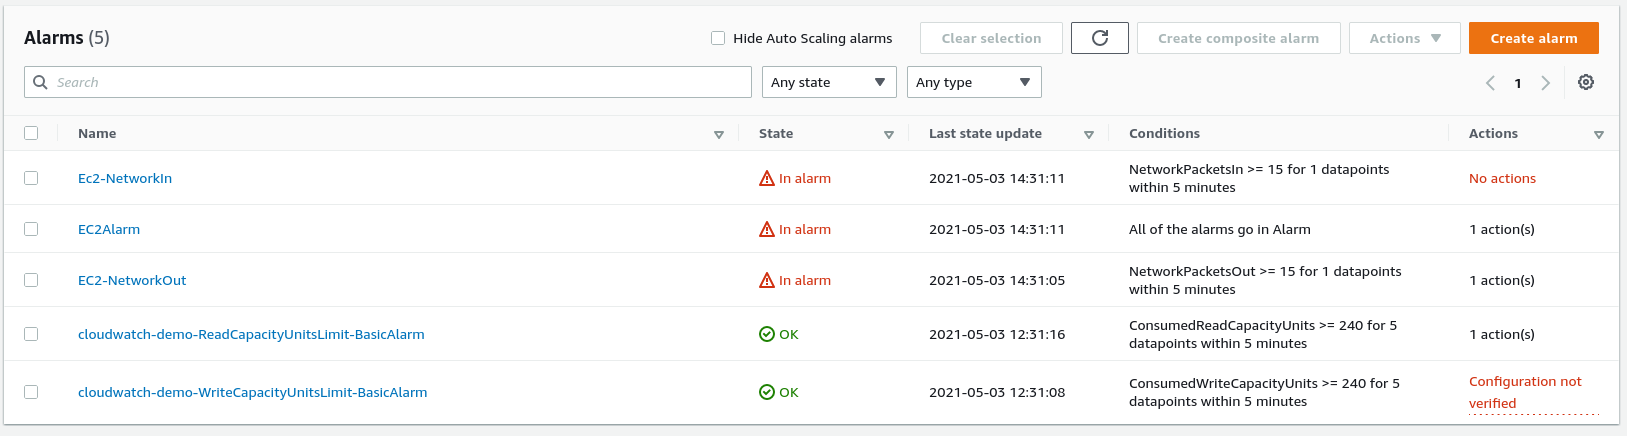 Alarms (5)
Hide Auto Scaling alarms
Clear selection
Create composite alarm
Actions
Create alarm
Search
Any state
Any type
1
Name
State
Last state update
Conditions
Actions
Ec2-NetworkIn
In alarm
2021-05-03 14:31:11
NetworkPacketsIn >= 15 for 1 datapoints
within 5 minutes
No actions
EC2Alarm
In alarm
2021-05-03 14:31:11
All of the alarms go in Alarm
1 action(s)
EC2-NetworkOut
In alarm
2021-05-03 14:31:05
NetworkPacketsOut >= 15 for 1 datapoints
within 5 minutes
1 action(s)
cloudwatch-demo-ReadCapacityUnitsLimit-BasicAlarm
OK
2021-05-03 12:31:16
ConsumedReadCapacityUnits >= 240 for 5
datapoints within 5 minutes
1 action(s)
cloudwatch-demo-WriteCapacityUnitsLimit-BasicAlarm
OK
2021-05-03 12:31:08
ConsumedWriteCapacityUnits >= 240 for 5
datapoints within 5 minutes
Configuration not
verified